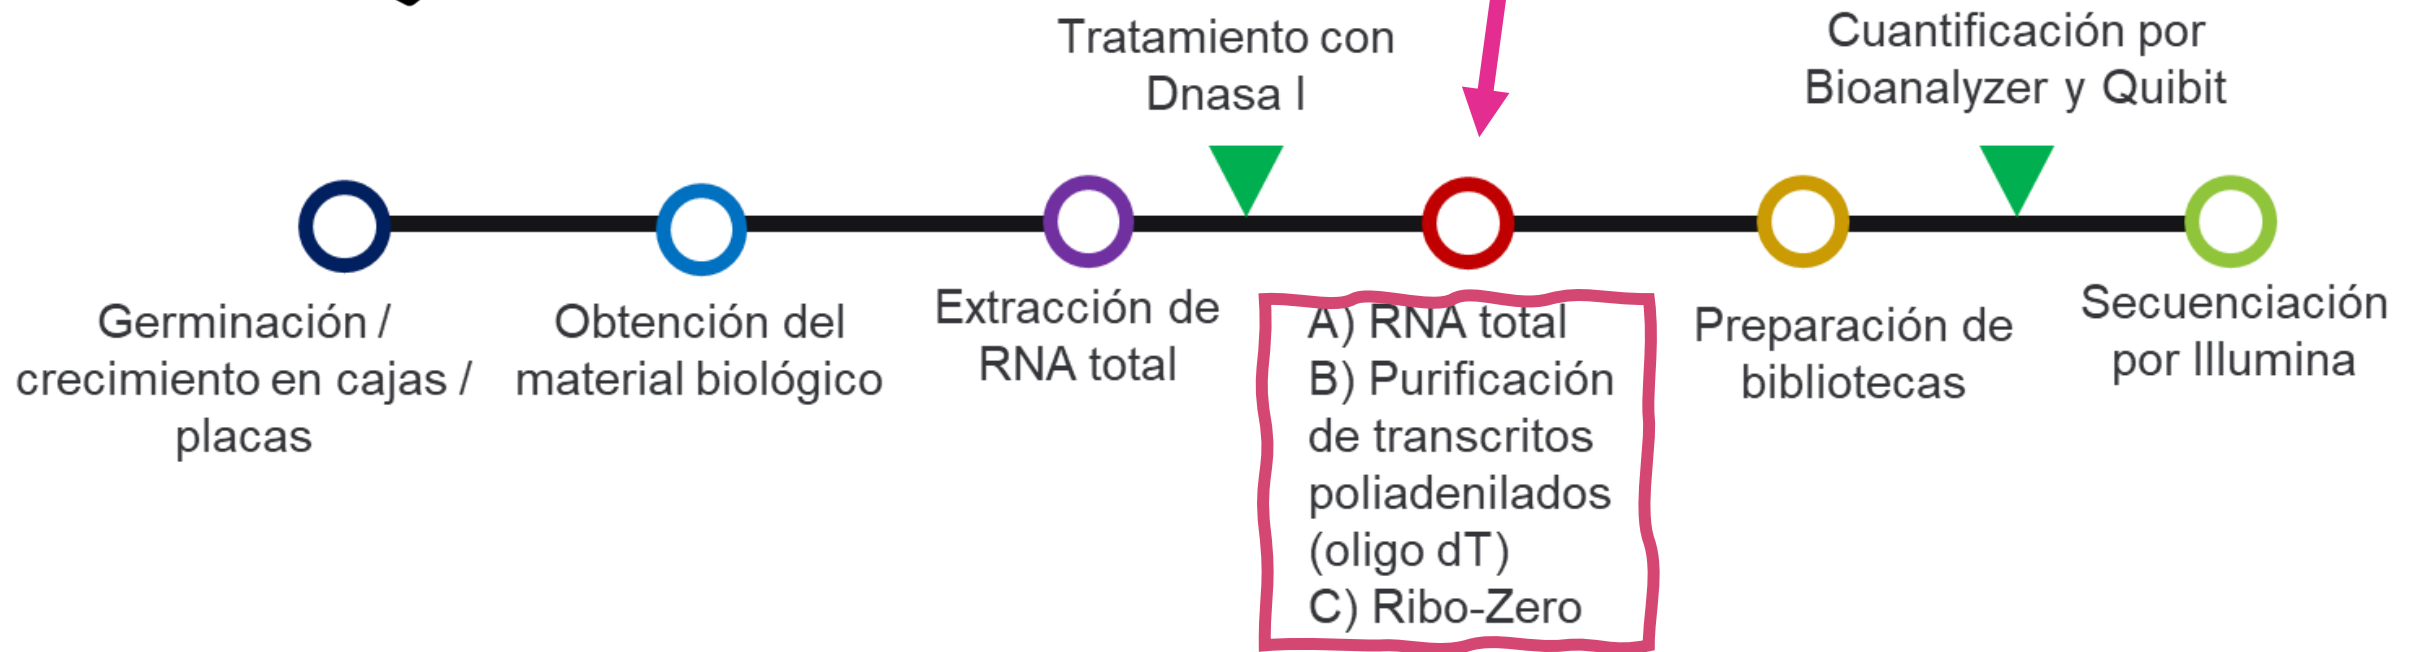 Tratamiento con
Dnasa I
Cuantificación por
Bioanalyzer y Quibit
Germinación /
crecimiento en cajas /
placas
Obtención del
material biológico
Extracción de
RNA total
A) RNA total
B) Purificación
de transcritos
poliadenilados
(oligo dT)
C) Ribo-Zero
Preparación de
bibliotecas
Secuenciación
por Illumina